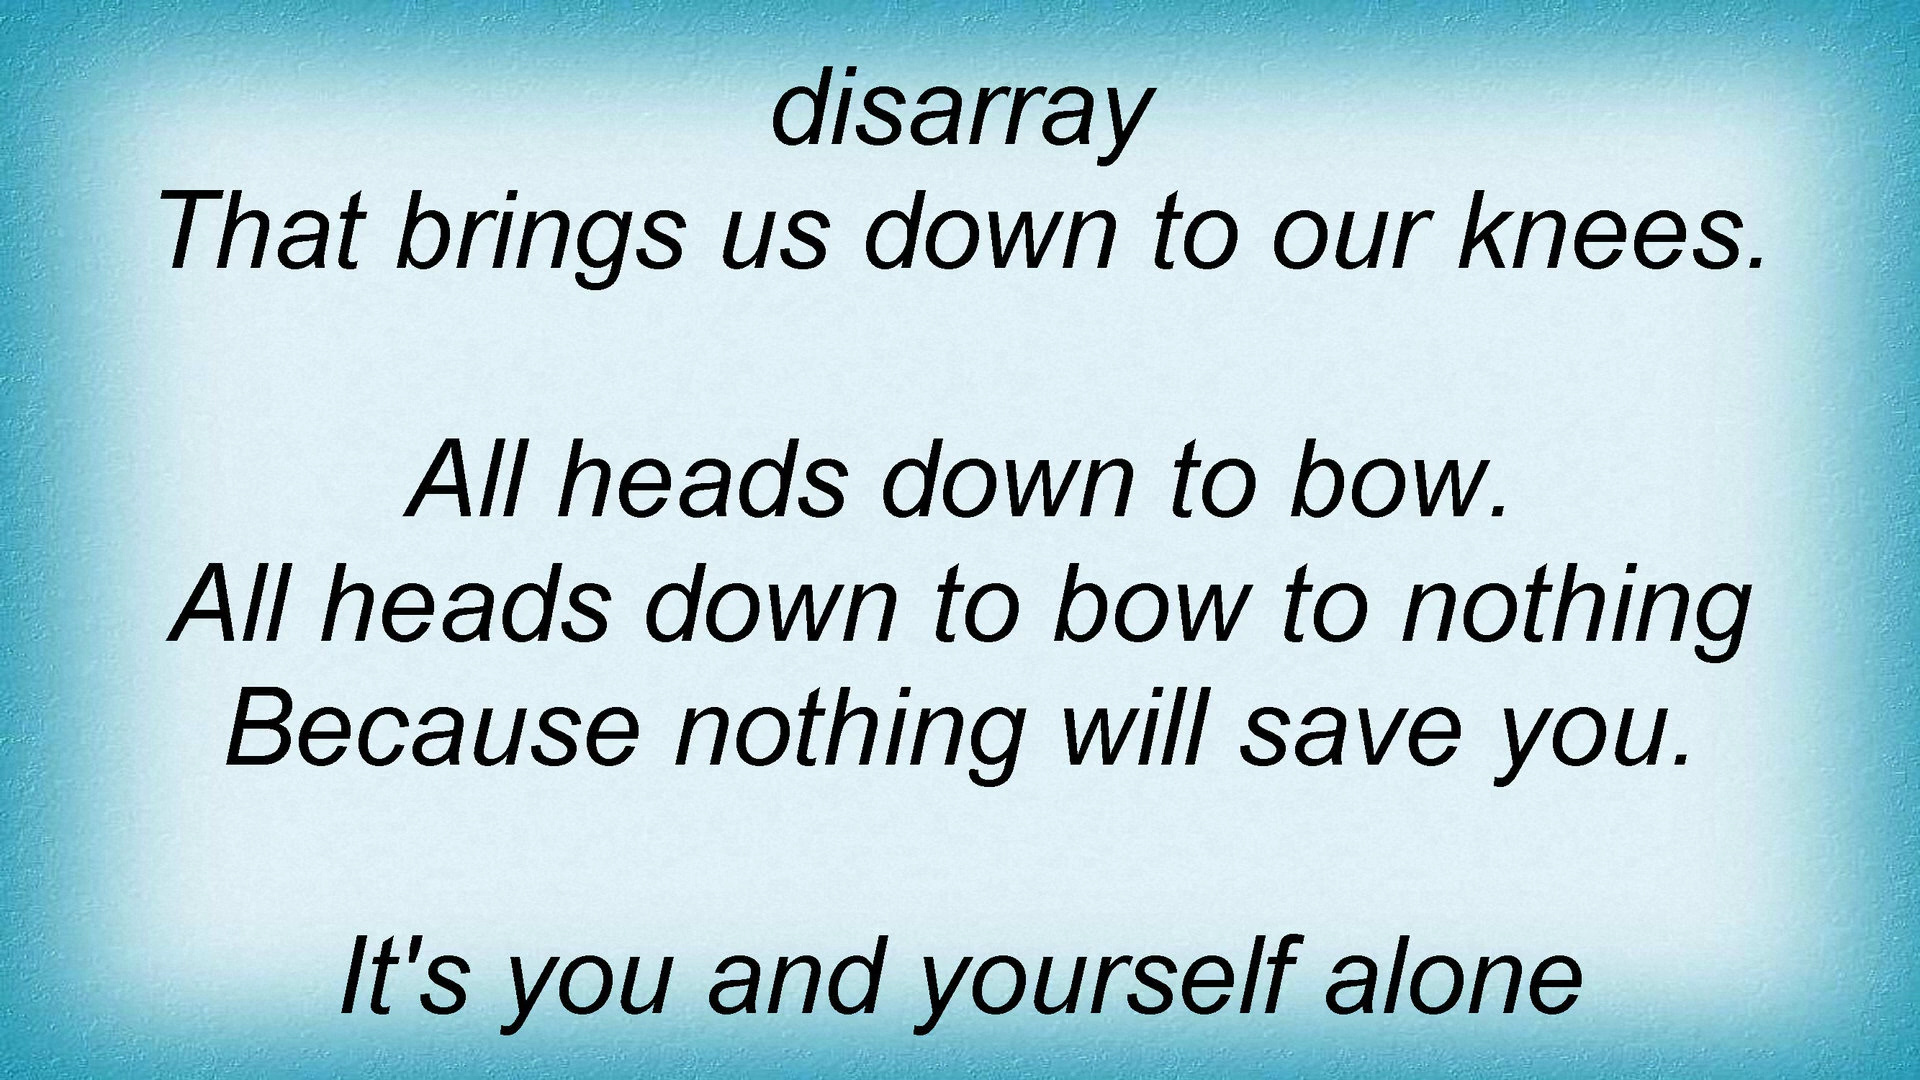 disarray
That brings us down to our knees.
All heads down to bow.
All heads down to bow to nothing
Because nothing will save you.
It's you and yourself alone